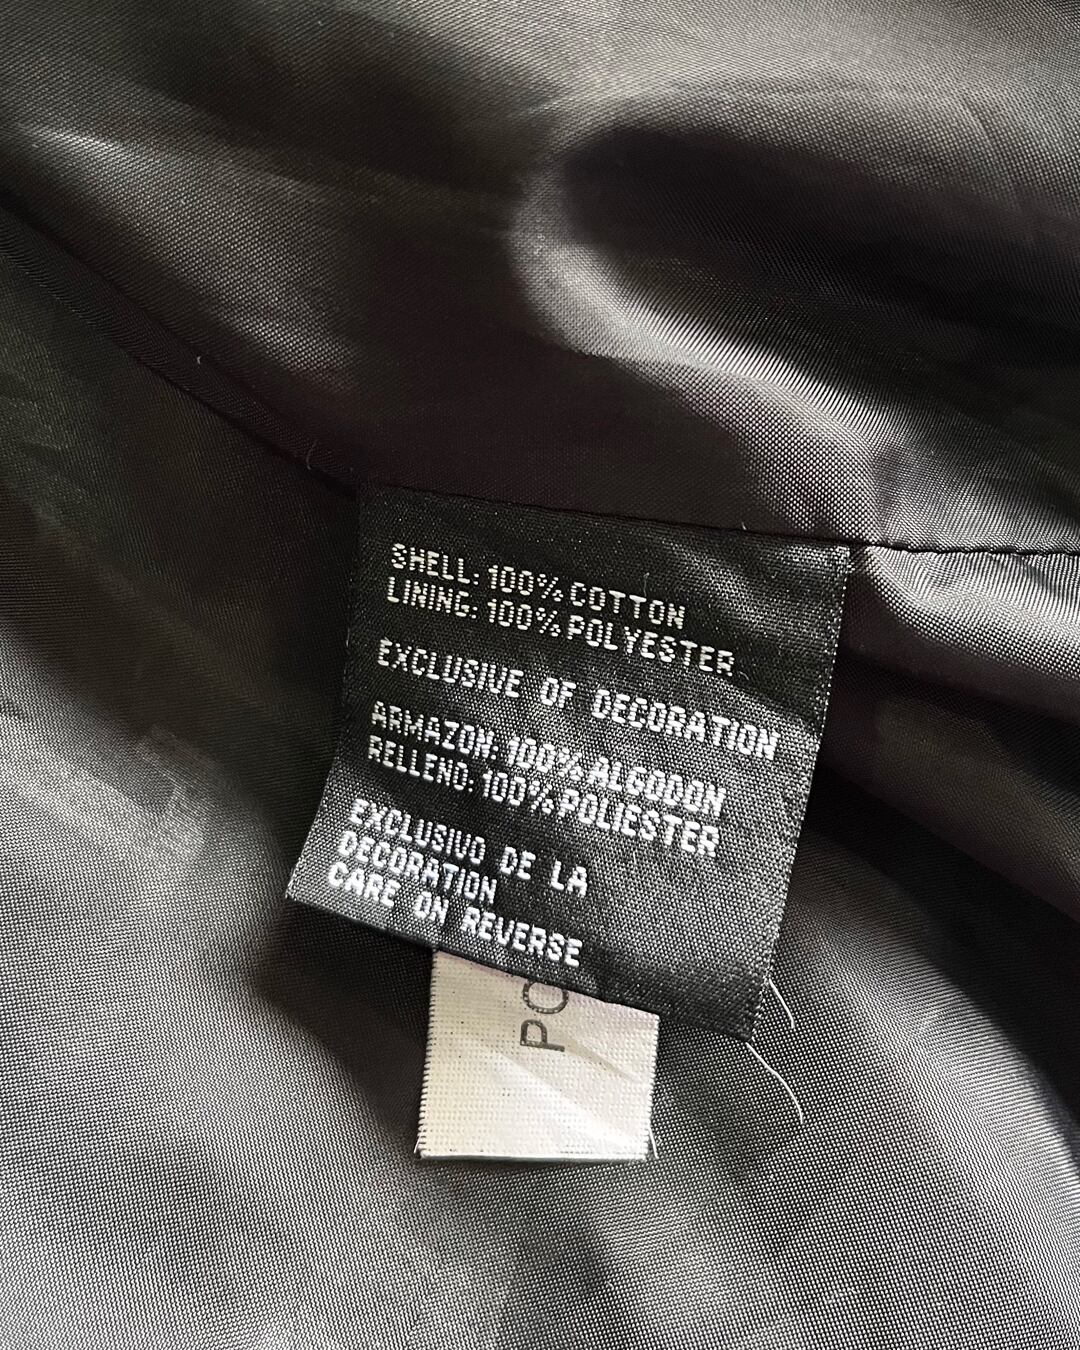 SHELL: 100% COTTON
LINING: 100% POLYESTER
EXCLUSIVE OF DECORATION
ARMAZON: 100% ALGODON
RELLENO: 100% POLIESTER
EXCLUSIVO DE LA
DECORATION
CARE ON REVERSE